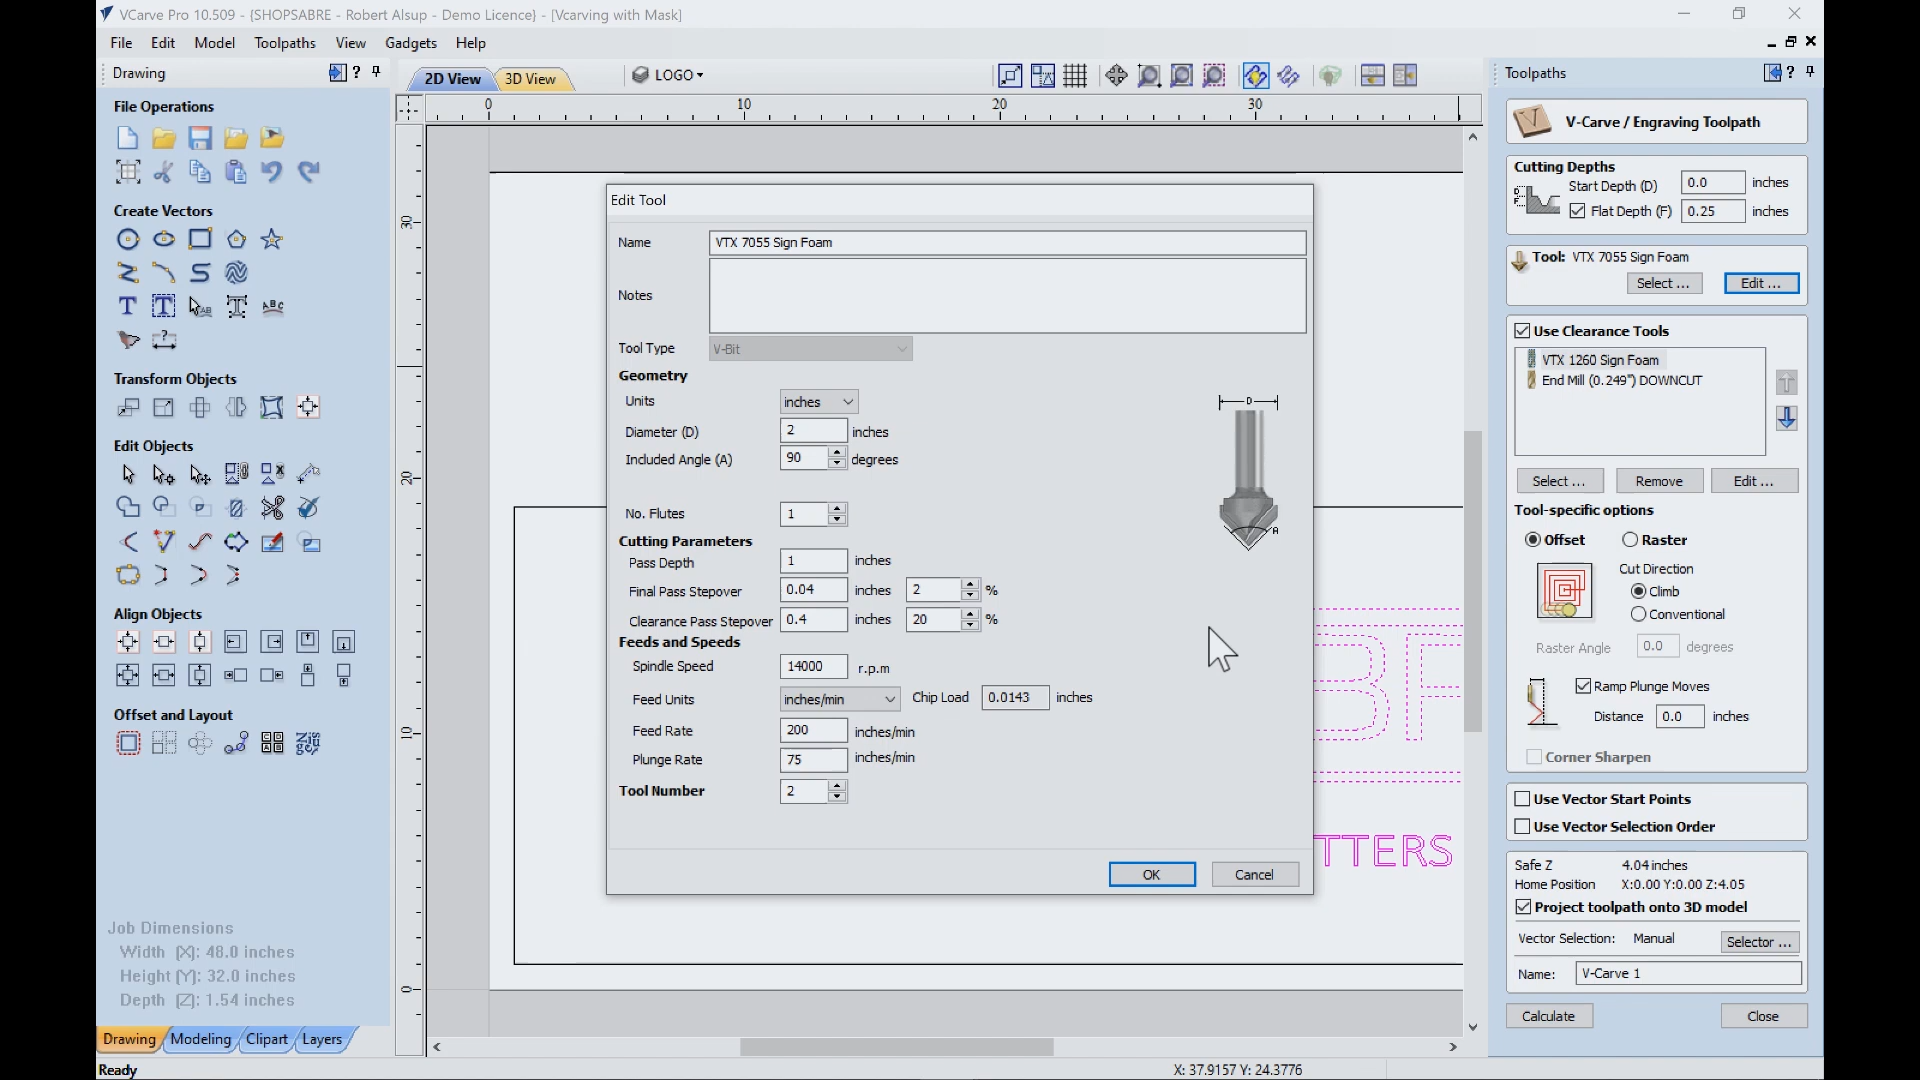 VCarve Pro 10.509 - {SHOPSABRE - Robert Alsup - Demo Licence} - [Vcarving with Mask]
File Edit Model Toolpaths View Gadgets Help
Drawing
2D View 3D View
LOGO
Toolpaths
0 10 20 30
File Operations
Create Vectors
Transform Objects
Edit Objects
Align Objects
Offset and Layout
Job Dimensions
Width (X): 48.0 inches
Height (Y): 32.0 inches
Depth (Z): 1.54 inches
Drawing Modeling Clipart Layers
Ready
30
20
10
0
Edit Tool
Name VTX 7055 Sign Foam
Notes
Tool Type V-Bit
Geometry
Units inches
Diameter (D) 2 inches
Included Angle (A) 90 degrees
No. Flutes 1
Cutting Parameters
Pass Depth 1 inches
Final Pass Stepover 0.04 inches 2 %
Clearance Pass Stepover 0.4 inches 20 %
Feeds and Speeds
Spindle Speed 14000 r.p.m
Feed Units inches/min Chip Load 0.0143 inches
Feed Rate 200 inches/min
Plunge Rate 75 inches/min
Tool Number 2
OK Cancel
D
A
TTERS
V-Carve / Engraving Toolpath
Cutting Depths
Start Depth (D) 0.0 inches
Flat Depth (F) 0.25 inches
Tool: VTX 7055 Sign Foam
Select ... Edit ...
Use Clearance Tools
VTX 1260 Sign Foam
End Mill (0.249") DOWNCUT
Select ... Remove Edit ...
Tool-specific options
Offset Raster
Cut Direction
Climb
Conventional
Raster Angle 0.0 degrees
Ramp Plunge Moves
Distance 0.0 inches
Corner Sharpen
Use Vector Start Points
Use Vector Selection Order
Safe Z 4.04 inches
Home Position X:0.00 Y:0.00 Z:4.05
Project toolpath onto 3D model
Vector Selection: Manual Selector ...
Name: V-Carve 1
Calculate Close
X: 37.9157 Y: 24.3776